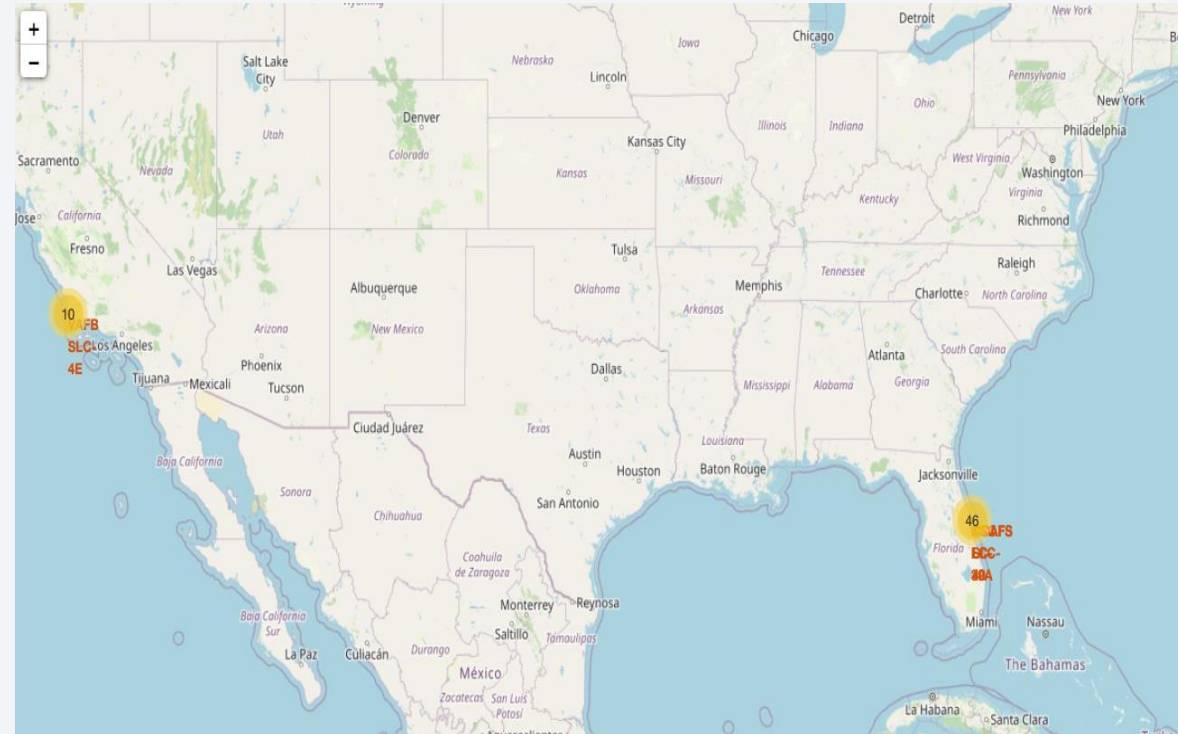 Wyoming
New York
Detroit
Chicago
Iowa
Nebraska
Salt Lake
City
Lincoln
Pennsylvania
New York
Ohio
Denver
Utah
Illinois
Indiana
Philadelphia
Kansas City
Colorado
Sacramento
Nevada
Kansas
Missouri
West Virginia
Washington
Virginia
Kentucky
Richmond
Jose
California
Fresno
Las Vegas
Tulsa
Raleigh
Tennessee
Albuquerque
Oklahoma
Memphis
Charlotte
North Carolina
Arkansas
10
VAFB
SLC-
4E
Los Angeles
Arizona
New Mexico
Atlanta
South Carolina
Phoenix
Tijuana
Mexicali
Tucson
Dallas
Mississippi
Alabama
Georgia
Ciudad Juárez
Texas
Louisiana
Austin
Houston
Baton Rouge
Jacksonville
Baja California
Sonora
San Antonio
Chihuahua
46
Florida
Coahuila
de Zaragoza
Monterrey
Reynosa
Miami
Nassau
Baja California
Sur
Saltillo
Tamaulipas
La Paz
Culiacán
Durango
México
The Bahamas
Zacatecas
San Luis
Potosí
La Habana
Santa Clara
+
−